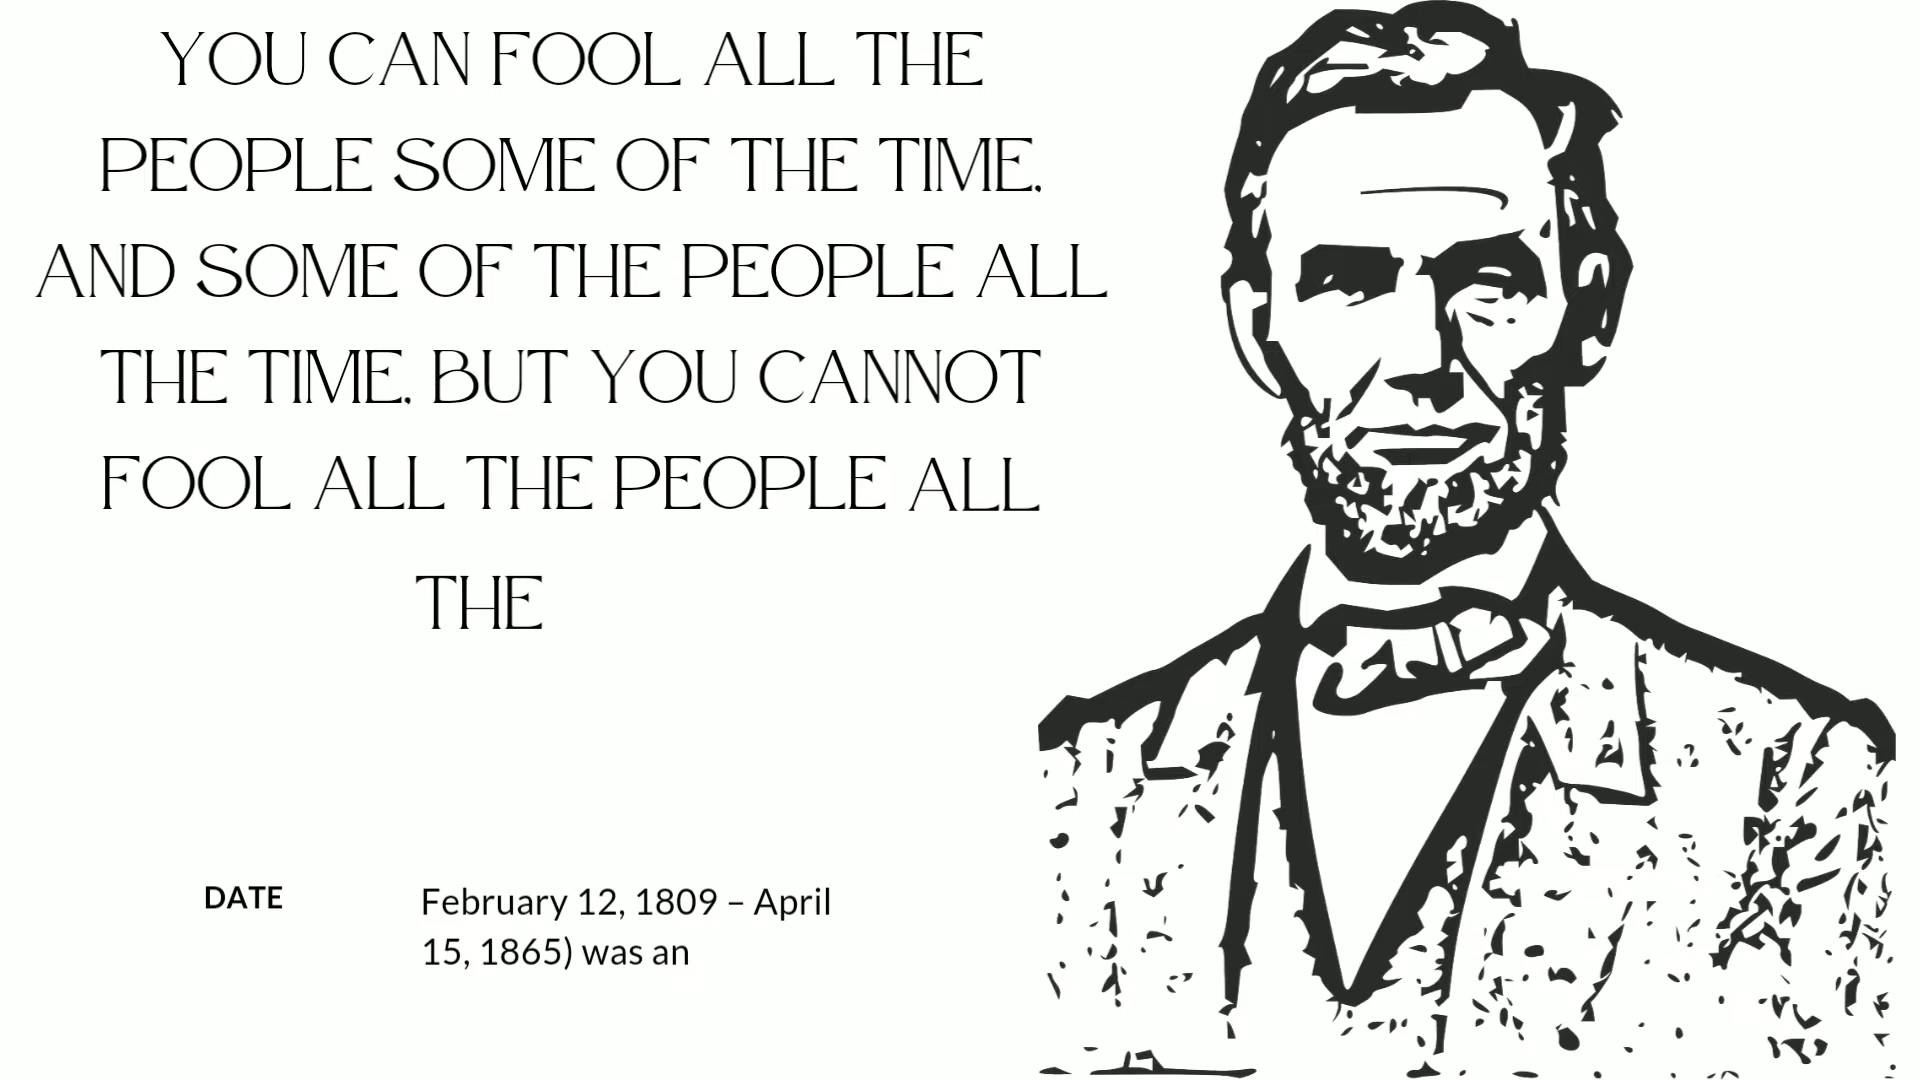 YOU CAN FOOL ALL THE
PEOPLE SOME OF THE TIME,
AND SOME OF THE PEOPLE ALL
THE TIME, BUT YOU CANNOT
FOOL ALL THE PEOPLE ALL
THE
DATE
February 12, 1809 – April
15, 1865) was an